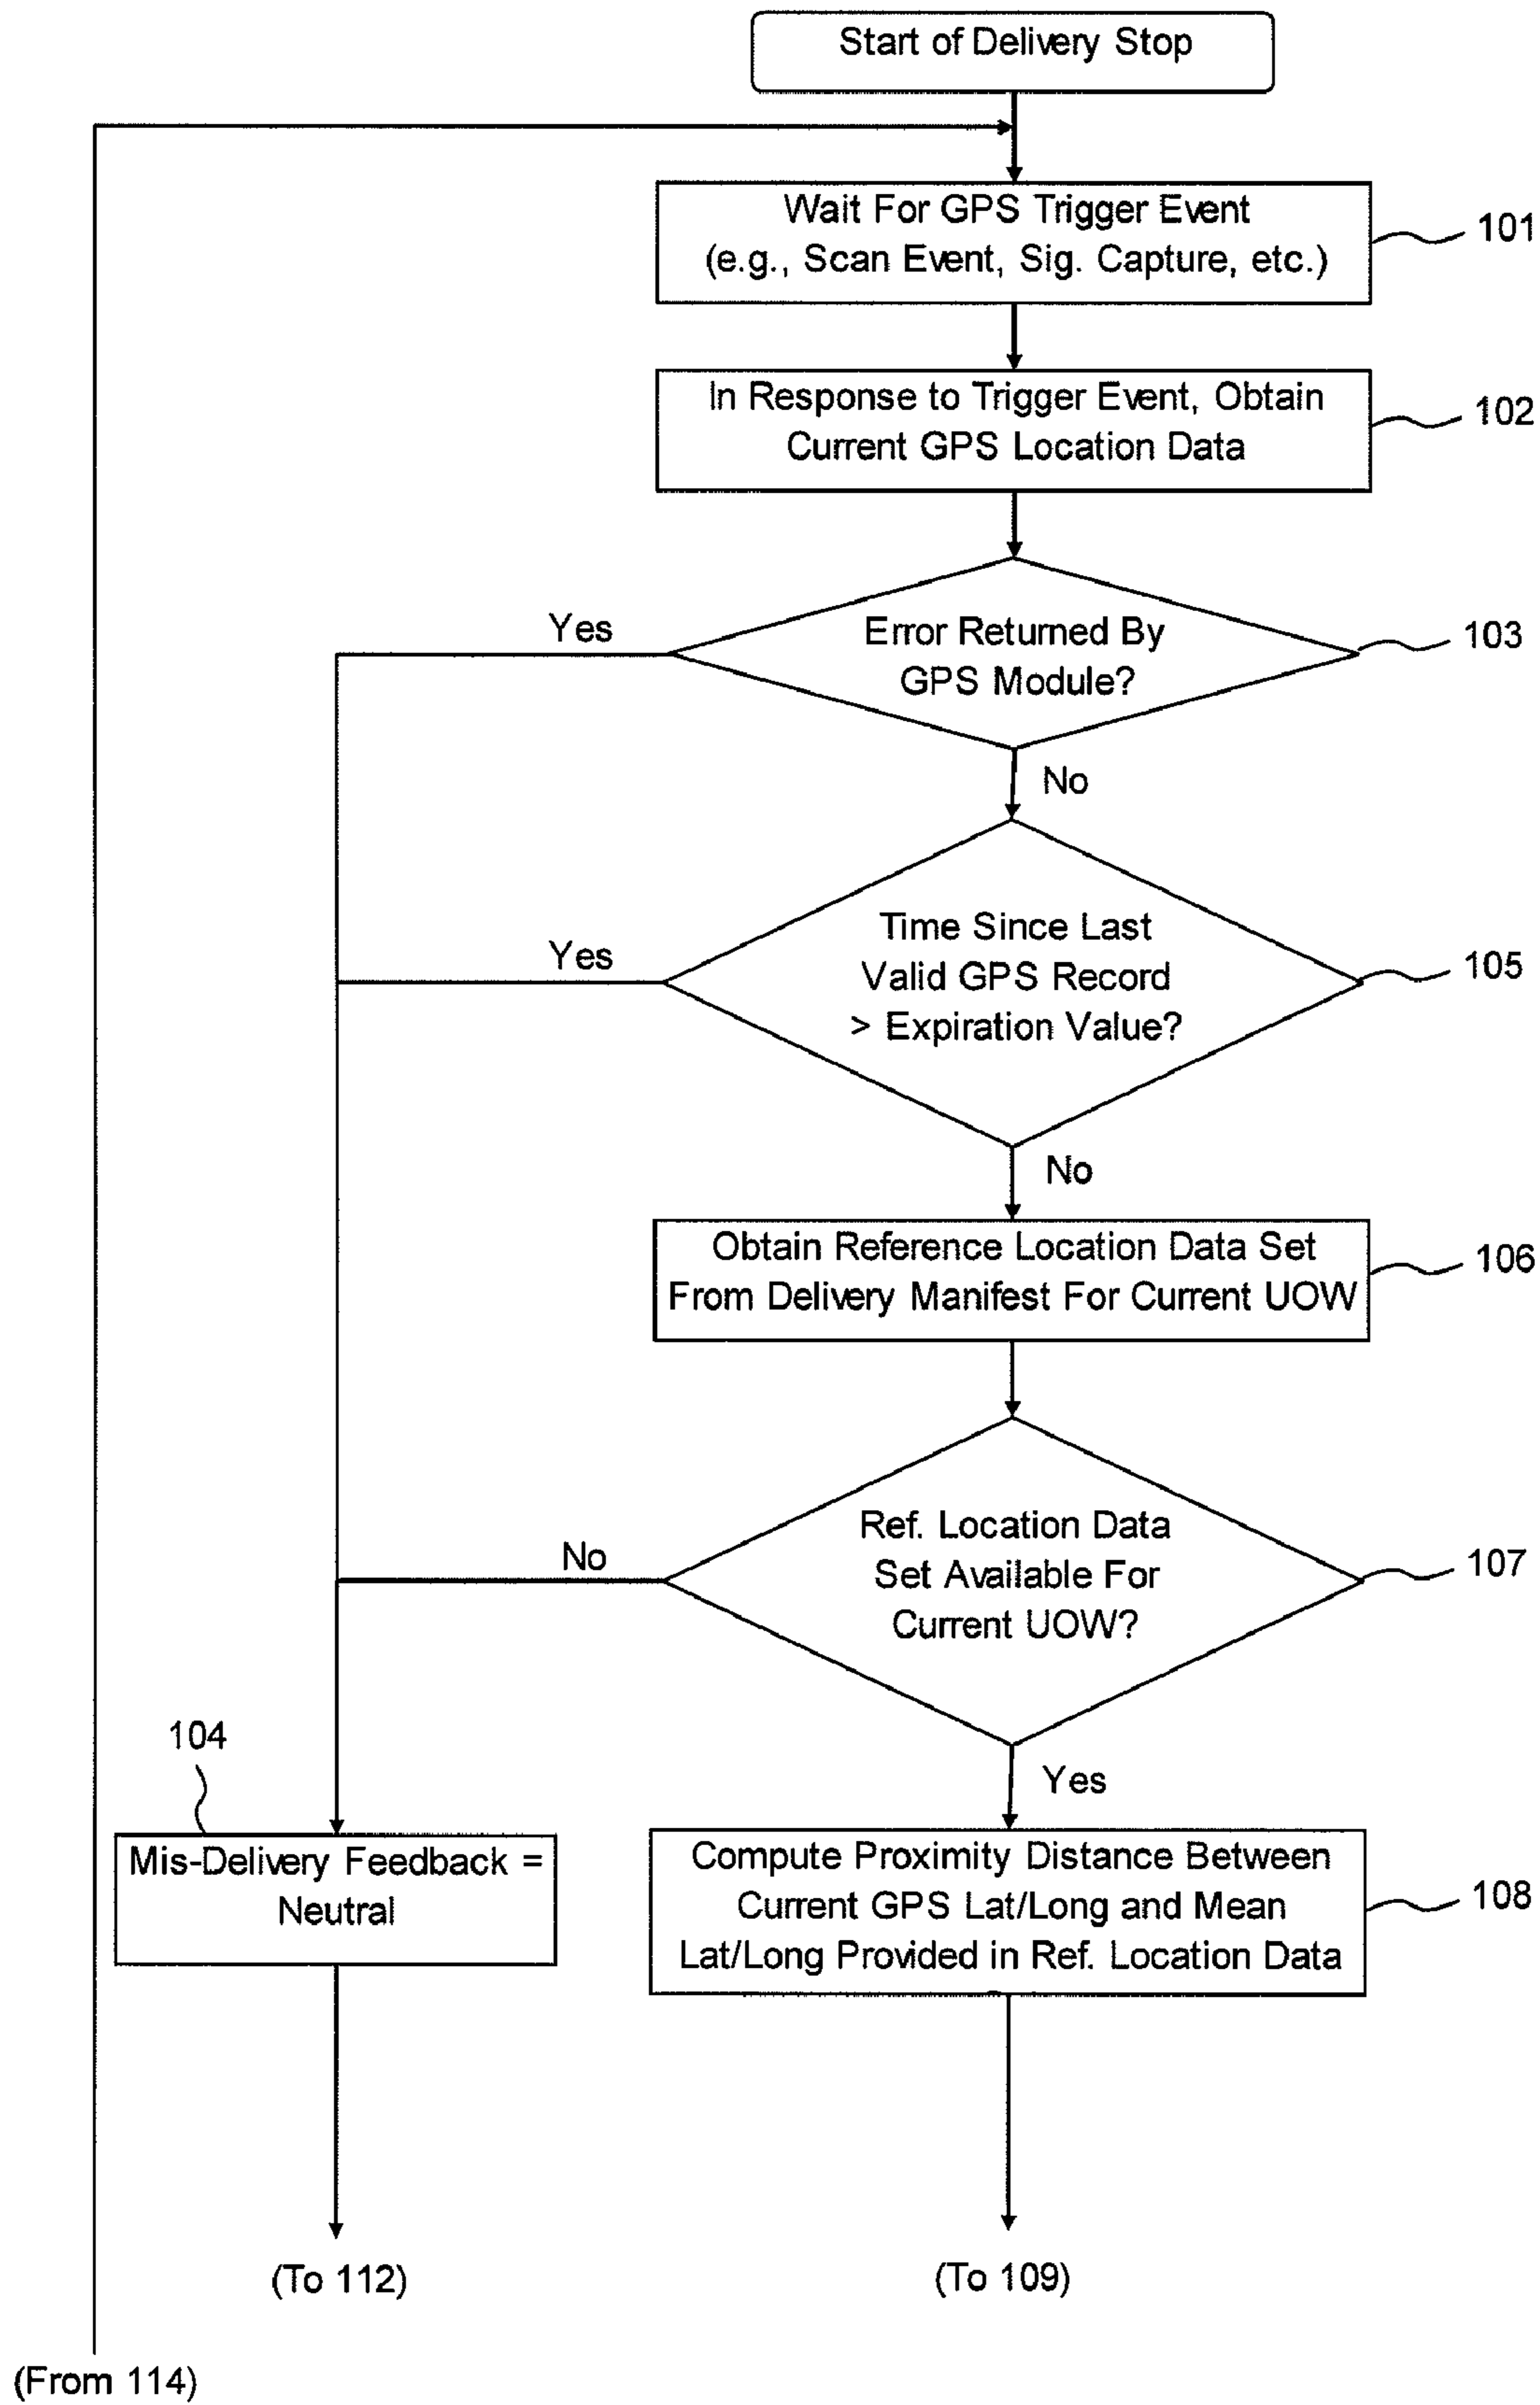 Start of Delivery Stop
Wait For GPS Trigger Event
(e.g., Scan Event, Sig. Capture, etc.)
101
In Response to Trigger Event, Obtain
Current GPS Location Data
102
Yes
Error Returned By
GPS Module?
103
No
Yes
Time Since Last
Valid GPS Record
> Expiration Value?
105
No
Obtain Reference Location Data Set
From Delivery Manifest For Current UOW
106
No
Ref. Location Data
Set Available For
Current UOW?
107
Yes
104
Mis-Delivery Feedback =
Neutral
Compute Proximity Distance Between
Current GPS Lat/Long and Mean
Lat/Long Provided in Ref. Location Data
108
(To 112)
(To 109)
(From 114)